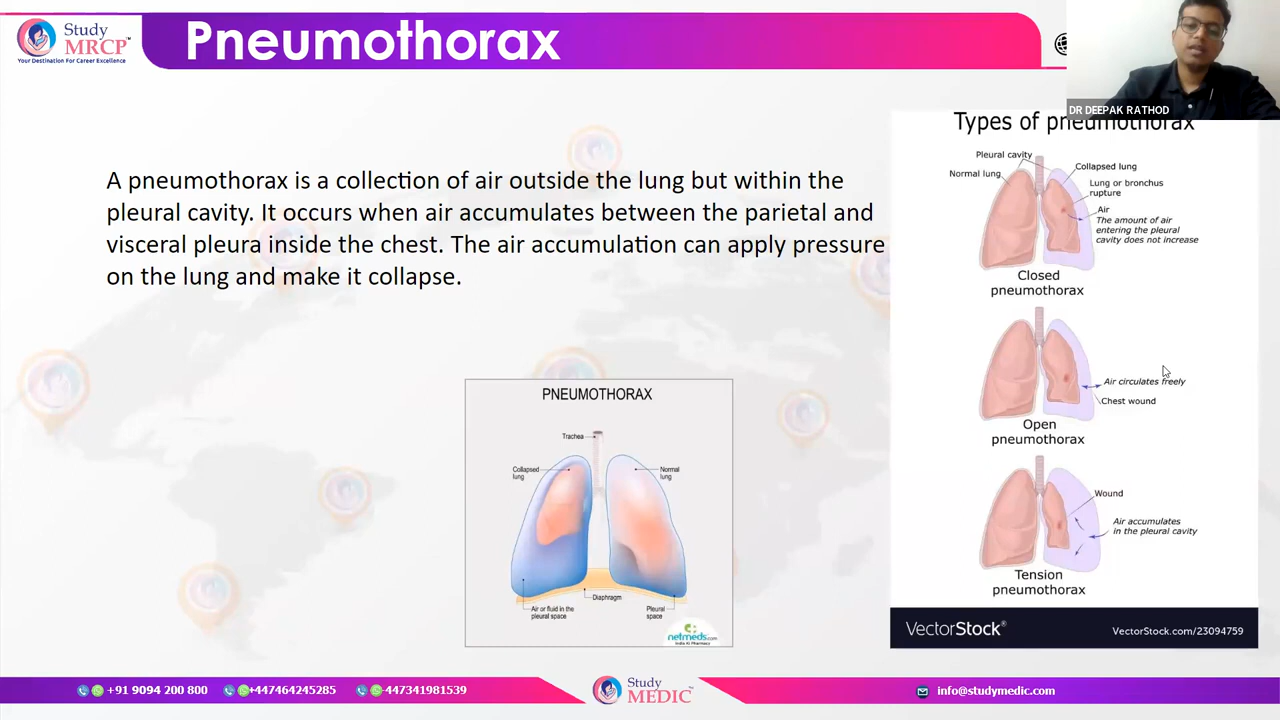 Study
MRCP™
Your Destination For Career Excellence
Pneumothorax
DR DEEPAK RATHOD
A pneumothorax is a collection of air outside the lung but within the
pleural cavity. It occurs when air accumulates between the parietal and
visceral pleura inside the chest. The air accumulation can apply pressure
on the lung and make it collapse.
PNEUMOTHORAX
Trachea
Collapsed
lung
Normal
lung
Air or fluid in the
pleural space
Diaphragm
Pleural
space
netmeds.com
India Ki Pharmacy
Types of pneumothorax
Pleural cavity
Normal lung
Collapsed lung
Lung or bronchus
rupture
Air
The amount of air
entering the pleural
cavity does not increase
Closed
pneumothorax
Air circulates freely
Chest wound
Open
pneumothorax
Wound
Air accumulates
in the pleural cavity
Tension
pneumothorax
VectorStock®
VectorStock.com/23094759
+91 9094 200 800
+447464245285
-447341981539
Study
MEDIC™
info@studymedic.com